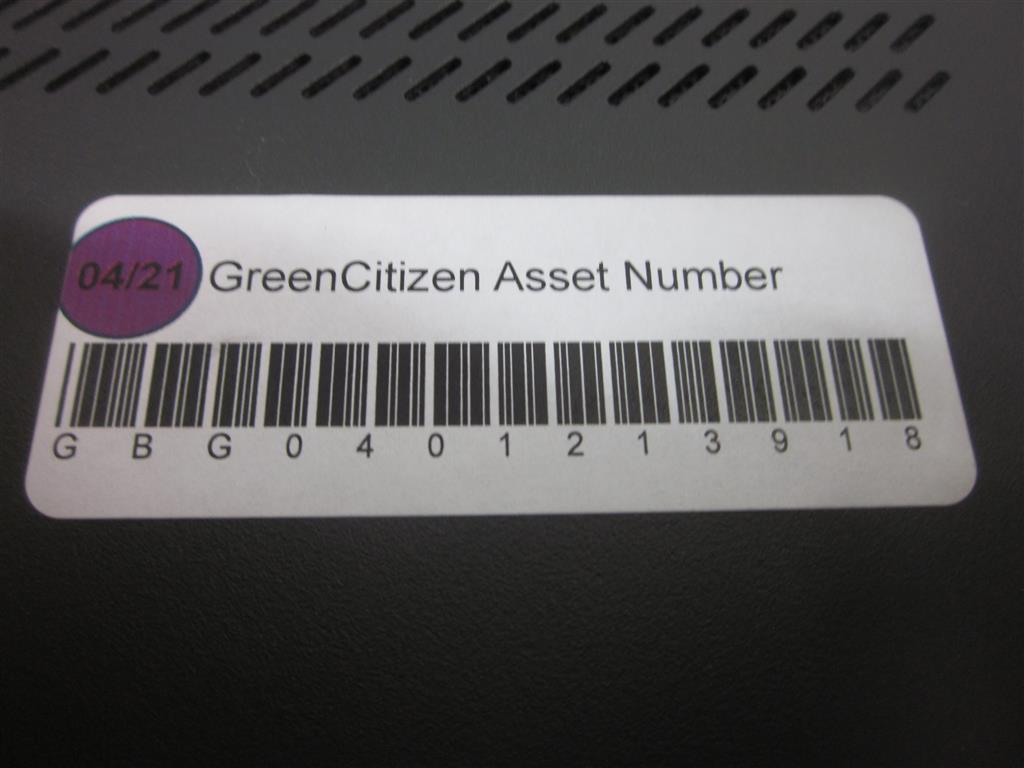 04/21 GreenCitizen Asset Number
G B G 0 4 0 1 2 1 3 9 1 8